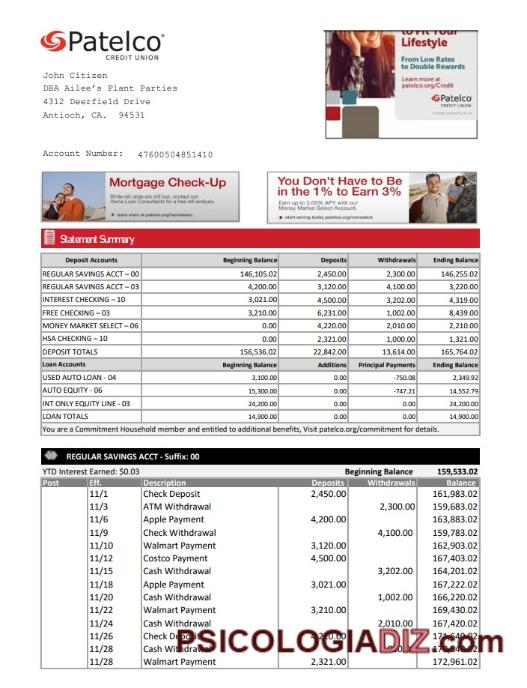 Patelco
CREDIT UNION
to Fit Your
Lifestyle
From Low Rates
to Double Rewards
Learn more at
patelco.org/Credit
Patelco
CREDIT UNION
John Citizen
DBA Ailee's Plant Parties
4312 Deerfield Drive
Antioch, CA. 94531
Account Number: 47600504851410
Mortgage Check-Up
While rates are still low, contact our
Home Loan Consultants for a free refi analysis.
You Don't Have to Be
in the 1% to Earn 3%
Earn up to 3.00% APY with our
Money Market Select Account.
start saving today patelco.org/mmselect
Statement Summary
Deposit Accounts Beginning Balance Deposits Withdrawals Ending Balance
REGULAR SAVINGS ACCT – 00 146,105.02 2,450.00 2,300.00 146,255.02
REGULAR SAVINGS ACCT – 03 4,200.00 3,120.00 4,100.00 3,220.00
INTEREST CHECKING – 10 3,021.00 4,500.00 3,202.00 4,319.00
FREE CHECKING – 03 3,210.00 6,231.00 1,002.00 8,439.00
MONEY MARKET SELECT – 06 0.00 4,220.00 2,010.00 2,210.00
HSA CHECKING – 10 0.00 2,321.00 1,000.00 1,321.00
DEPOSIT TOTALS 156,536.02 22,842.00 13,614.00 165,764.02
Loan Accounts Beginning Balance Additions Principal Payments Ending Balance
USED AUTO LOAN - 04 3,100.00 0.00 -750.08 2,349.92
AUTO EQUITY - 06 15,300.00 0.00 -747.21 14,552.79
INT ONLY EQUITY LINE - 03 24,200.00 0.00 0.00 24,200.00
LOAN TOTALS 14,900.00 0.00 0.00 14,900.00
You are a Commitment Household member and entitled to additional benefits, Visit patelco.org/commitment for details.
REGULAR SAVINGS ACCT - Suffix: 00
YTD Interest Earned: $0.03 Beginning Balance 159,533.02
Post Eff. Description Deposits Withdrawals Balance
11/1 Check Deposit 2,450.00 161,983.02
11/3 ATM Withdrawal 2,300.00 159,683.02
11/6 Apple Payment 4,200.00 163,883.02
11/9 Check Withdrawal 4,100.00 159,783.02
11/10 Walmart Payment 3,120.00 162,903.02
11/12 Costco Payment 4,500.00 167,403.02
11/15 Cash Withdrawal 3,202.00 164,201.02
11/18 Apple Payment 3,021.00 167,222.02
11/20 Cash Withdrawal 1,002.00 166,220.02
11/22 Walmart Payment 3,210.00 169,430.02
11/24 Cash Withdrawal 2,010.00 167,420.02
11/26 Check
11/28 Cash
11/28 Walmart Payment 2,321.00 172,961.02
PSICOLOGIADIZ.com